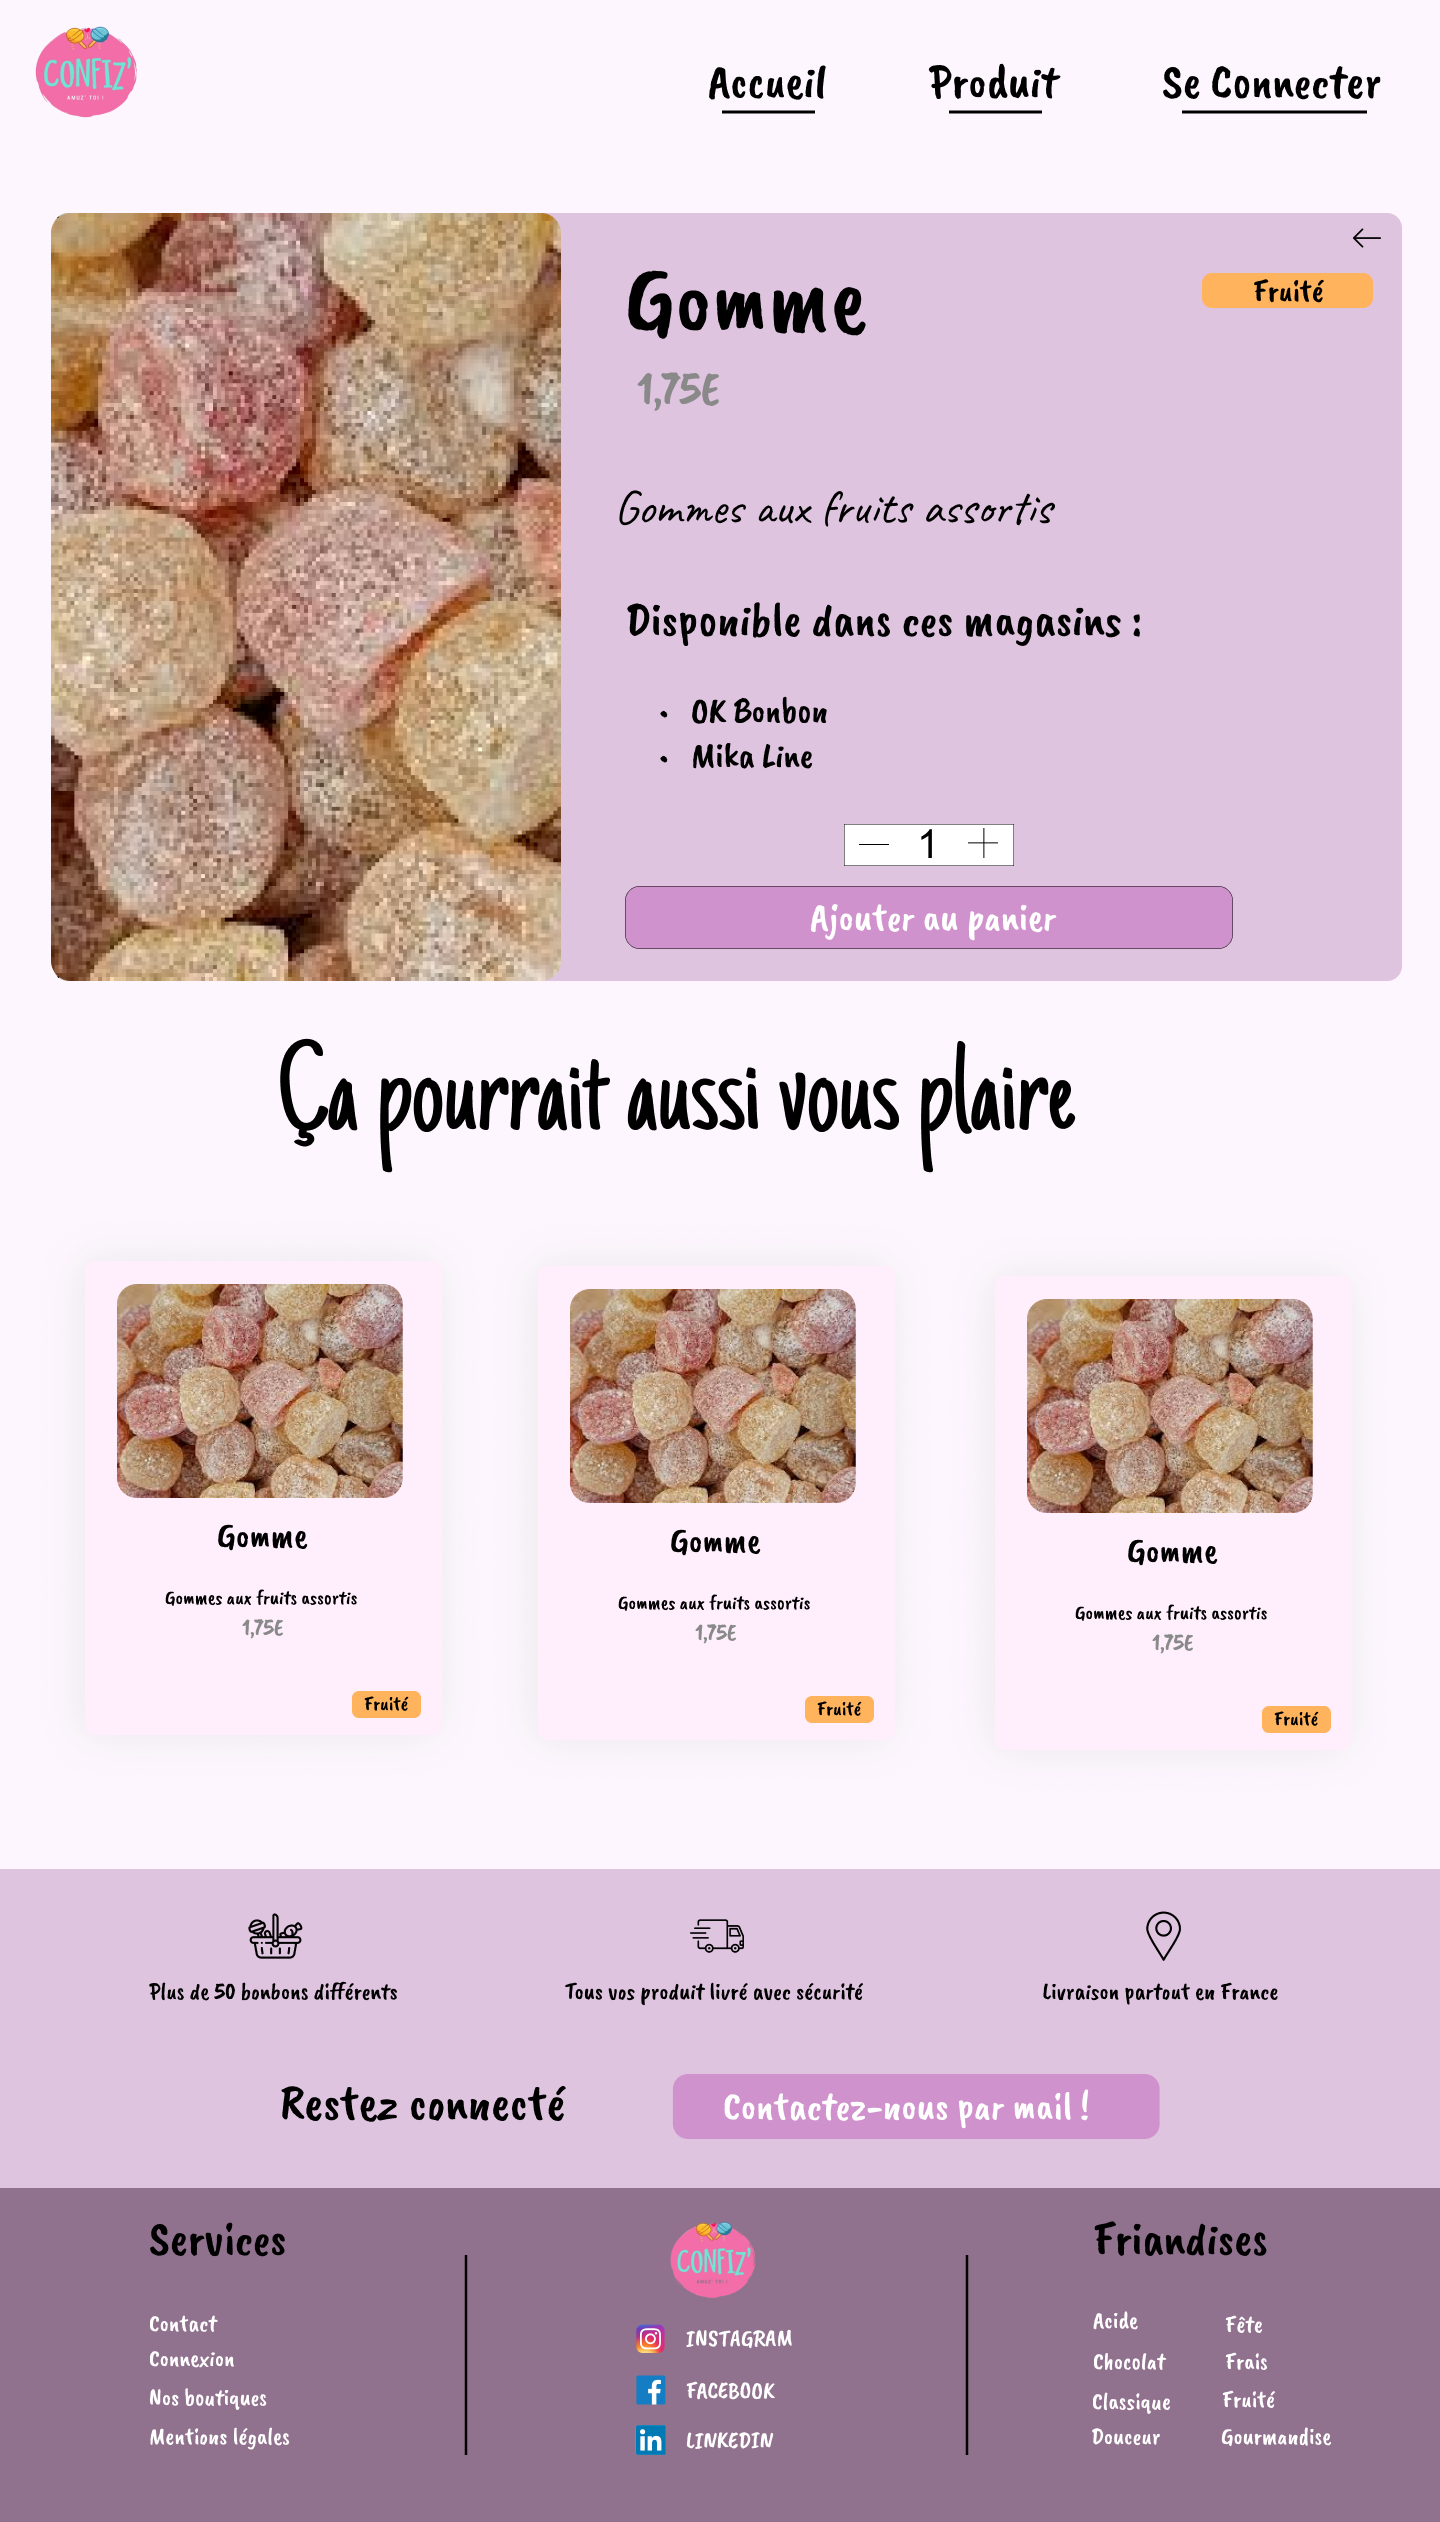 CONFIZ'
AMUZ' TOI !
Accueil
Produit
Se Connecter
Gomme
Fruité
1,75€
Gommes aux fruits assortis
Disponible dans ces magasins :
• OK Bonbon
• Mika Line
1
Ajouter au panier
Ça pourrait aussi vous plaire
Gomme
Gommes aux fruits assortis
1,75€
Fruité
Gomme
Gommes aux fruits assortis
1,75€
Fruité
Gomme
Gommes aux fruits assortis
1,75€
Fruité
Plus de 50 bonbons différents
Tous vos produit livré avec sécurité
Livraison partout en France
Restez connecté
Contactez-nous par mail !
Services
Contact
Connexion
Nos boutiques
Mentions légales
CONFIZ'
AMUZ' TOI !
INSTAGRAM
FACEBOOK
LINKEDIN
Friandises
Acide
Chocolat
Classique
Douceur
Fête
Frais
Fruité
Gourmandise